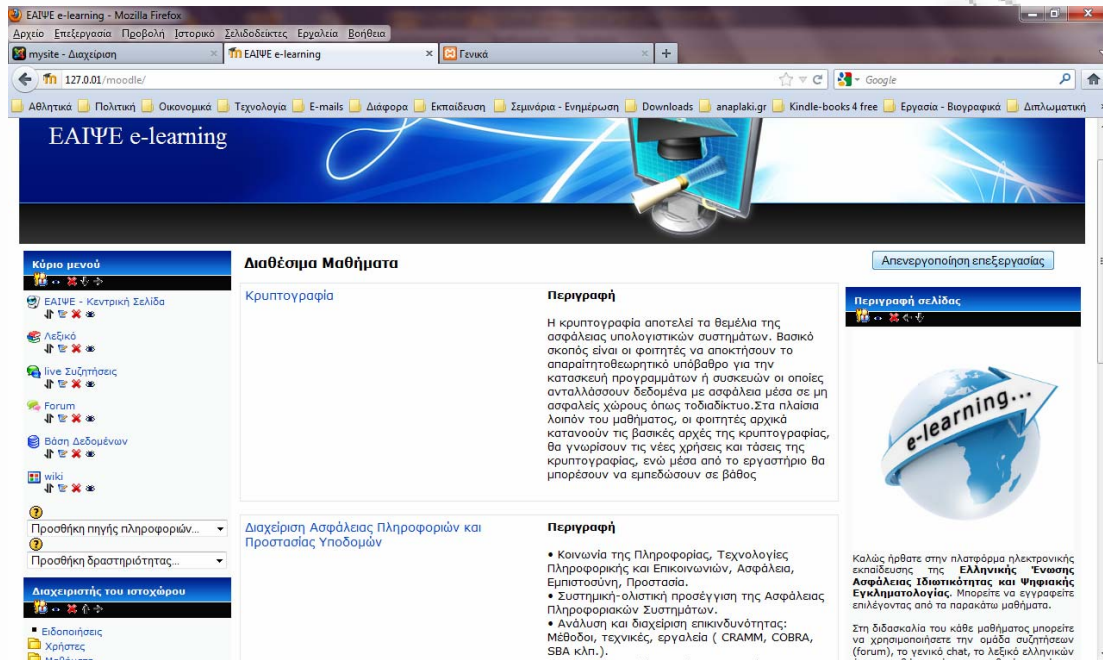 ΕΑΙΨΕ e-learning - Mozilla Firefox
Αρχείο Επεξεργασία Προβολή Ιστορικό Σελιδοδείκτες Εργαλεία Βοήθεια
mysite - Διαχείριση
ΕΑΙΨΕ e-learning
Γενικά
127.0.01/moodle/
Google
Αθλητικά Πολιτική Οικονομικά Τεχνολογία E-mails Διάφορα Εκπαίδευση Σεμινάρια - Ενημέρωση Downloads anaplaki.gr Kindle-books 4 free Εργασία - Βιογραφικά Διπλωματική
ΕΑΙΨΕ e-learning
Κύριο μενού
ΕΑΙΨΕ - Κεντρική Σελίδα
Λεξικό
live Συζητήσεις
Forum
Βάση Δεδομένων
wiki
Προσθήκη πηγής πληροφοριών...
Προσθήκη δραστηριότητας...
Διαχειριστής του ιστοχώρου
Ειδοποιήσεις
Χρήστες
Μαθήματα
Διαθέσιμα Μαθήματα
Κρυπτογραφία
Περιγραφή
Η κρυπτογραφία αποτελεί τα θεμέλια της
ασφάλειας υπολογιστικών συστημάτων. Βασικό
σκοπός είναι οι φοιτητές να αποκτήσουν το
απαραίτητοθεωρητικό υπόβαθρο για την
κατασκευή προγραμμάτων ή συσκευών οι οποίες
ανταλλάσσουν δεδομένα με ασφάλεια μέσα σε μη
ασφαλείς χώρους όπως τοδιαδίκτυο.Στα πλαίσια
λοιπόν του μαθήματος, οι φοιτητές αρχικά
κατανοούν τις βασικές αρχές της κρυπτογραφίας,
θα γνωρίσουν τις νέες χρήσεις και τάσεις της
κρυπτογραφίας, ενώ μέσα από το εργαστήριο θα
μπορέσουν να εμπεδώσουν σε βάθος
Διαχείριση Ασφάλειας Πληροφοριών και
Προστασίας Υποδομών
Περιγραφή
• Κοινωνία της Πληροφορίας, Τεχνολογίες
Πληροφορικής και Επικοινωνιών, Ασφάλεια,
Εμπιστοσύνη, Προστασία.
• Συστημική-ολιστική προσέγγιση της Ασφάλειας
Πληροφοριακών Συστημάτων.
• Ανάλυση και διαχείριση επικινδυνότητας:
Μέθοδοι, τεχνικές, εργαλεία ( CRAMM, COBRA,
SBA κλπ.).
Απενεργοποίηση επεξεργασίας
Περιγραφή σελίδας
e-learning...
Καλώς ήρθατε στην πλατφόρμα ηλεκτρονικής
εκπαίδευσης της Ελληνικής Ένωσης
Ασφάλειας Ιδιωτικότητας και Ψηφιακής
Εγκληματολογίας. Μπορείτε να εγγραφείτε
επιλέγοντας από τα παρακάτω μαθήματα.
Στη διδασκαλία του κάθε μαθήματος μπορείτε
να χρησιμοποιήσετε την ομάδα συζητήσεων
(forum), το γενικό chat, το λεξικό ελληνικών